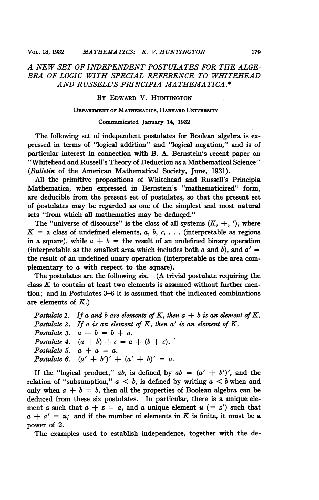 VOL. 18, 1932 MATHEMATICS: E. V. HUNTINGTON 179
A NEW SET OF INDEPENDENT POSTULATES FOR THE ALGE-
BRA OF LOGIC WITH SPECIAL REFERENCE TO WHITEHEAD
AND RUSSELL'S PRINCIPIA MATHEMATICA.*
BY EDWARD V. HUNTINGTON
DEPARTMENT OF MATHEMATICS, HARVARD UNIVERSITY
Communicated January 14, 1932
The following set of independent postulates for Boolean algebra is ex-
pressed in terms of "logical addition" and "logical negation," and is of
particular interest in connection with B. A. Bernstein's recent paper on
"Whitehead and Russell's Theory of Deduction as a Mathematical Science"
(Bulletin of the American Mathematical Society, June, 1931).
All the primitive propositions of Whitehead and Russell's Principia
Mathematica, when expressed in Bernstein's "mathematicized" form,
are deducible from the present set of postulates, so that the present set
of postulates may be regarded as one of the simplest and most natural
sets "from which all mathematics may be deduced."
The "universe of discourse" is the class of all systems (K, +, '), where
K = a class of undefined elements, a, b, c, . . . (interpretable as regions
in a square), while a + b = the result of an undefined binary operation
(interpretable as the smallest area which includes both a and b), and a' =
the result of an undefined unary operation (interpretable as the area com-
plementary to a with respect to the square).
The postulates are the following six. (A trivial postulate requiring the
class K to contain at least two elements is assumed without further men-
tion; and in Postulates 3–6 it is assumed that the indicated combinations
are elements of K.)
Postulate 1. If a and b are elements of K, then a + b is an element of K.
Postulate 2. If a is an element of K, then a' is an element of K.
Postulate 3. a + b = b + a.
Postulate 4. (a + b) + c = a + (b + c).
Postulate 5. a + a = a.
Postulate 6. (a' + b')' + (a' + b)' = a.
If the "logical product," ab, is defined by ab = (a' + b')', and the
relation of "subsumption," a < b, is defined by writing a < b when and
only when a + b = b, then all the properties of Boolean algebra can be
deduced from these six postulates. In particular, there is a unique ele-
ment z such that a + z = a, and a unique element u (= z') such that
a + a' = u; and if the number of elements in K is finite, it must be a
power of 2.
The examples used to establish independence, together with the de-